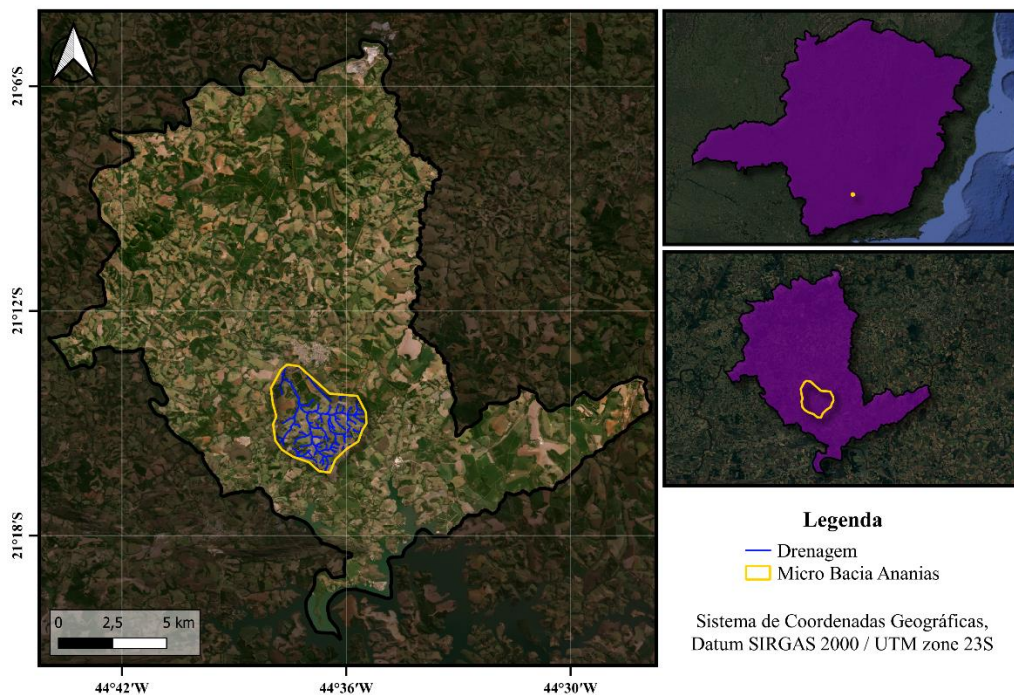 21°6'S
21°12'S
21°18'S
0 2,5 5 km
44°42'W 44°36'W 44°30'W
Legenda
Drenagem
Micro Bacia Ananias
Sistema de Coordenadas Geográficas,
Datum SIRGAS 2000 / UTM zone 23S